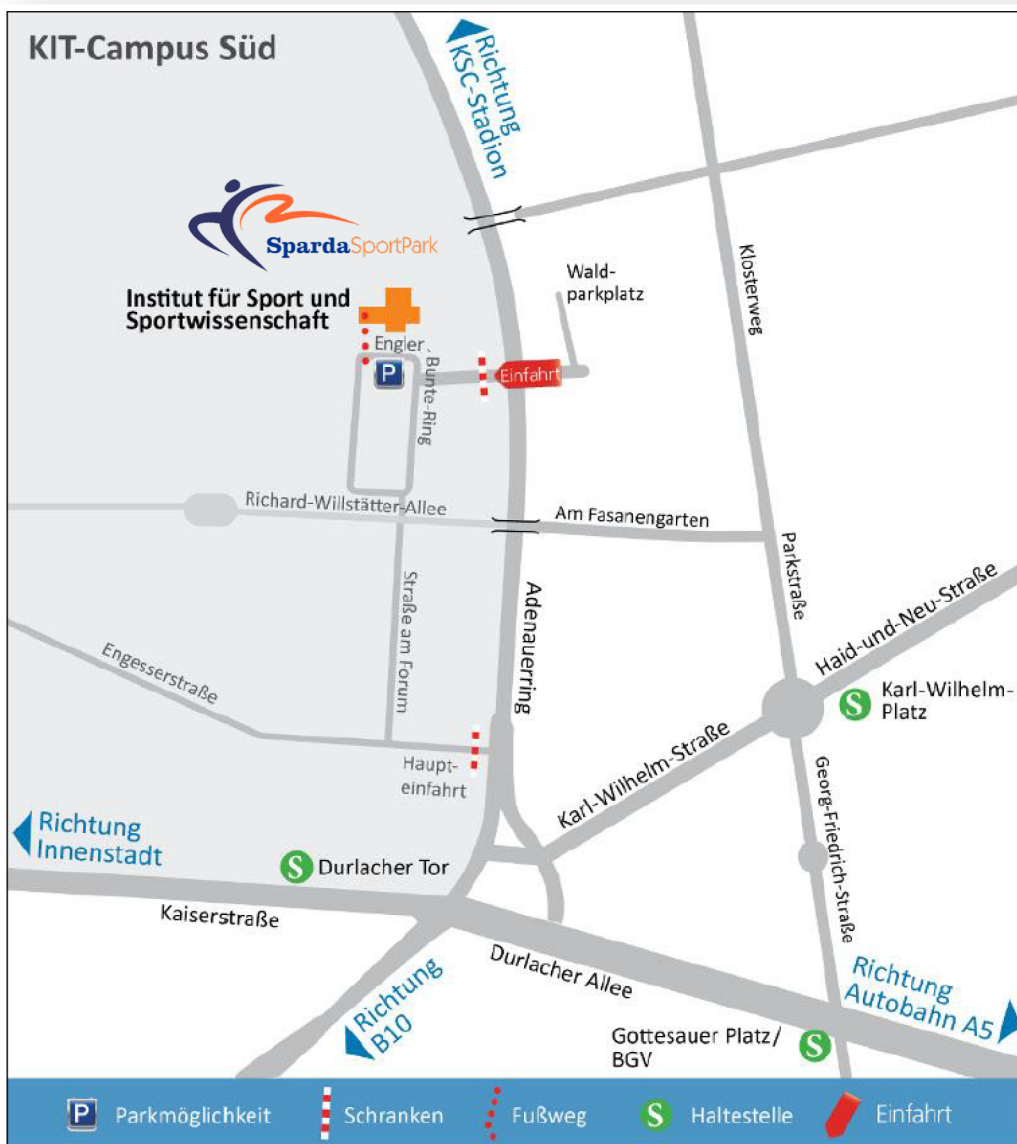 KIT-Campus Süd
Richtung
KSC-Stadion
SpardaSportPark
Institut für Sport und
Sportwissenschaft
Wald-
parkplatz
Klosterweg
Engler
Bunte-Ring
P
Einfahrt
Richard-Willstätter-Allee
Am Fasanengarten
Parkstraße
Straße am Forum
Adenauerring
Haid-und-Neu-Straße
Engesserstraße
S
Karl-Wilhelm-
Platz
Haupt-
einfahrt
Karl-Wilhelm-Straße
Georg-Friedrich-Straße
Richtung
Innenstadt
S
Durlacher Tor
Kaiserstraße
Durlacher Allee
Richtung
B10
Richtung
Autobahn A5
Gottesauer Platz/
BGV
S
P Parkmöglichkeit Schranken Fußweg S Haltestelle Einfahrt